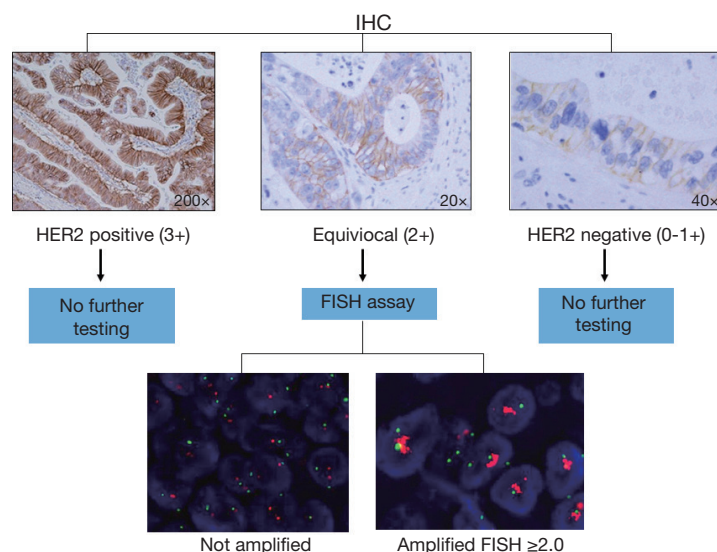 IHC
200×
20×
40×
HER2 positive (3+)
Equiviocal (2+)
HER2 negative (0-1+)
No further
testing
FISH assay
No further
testing
Not amplified
Amplified FISH ≥2.0